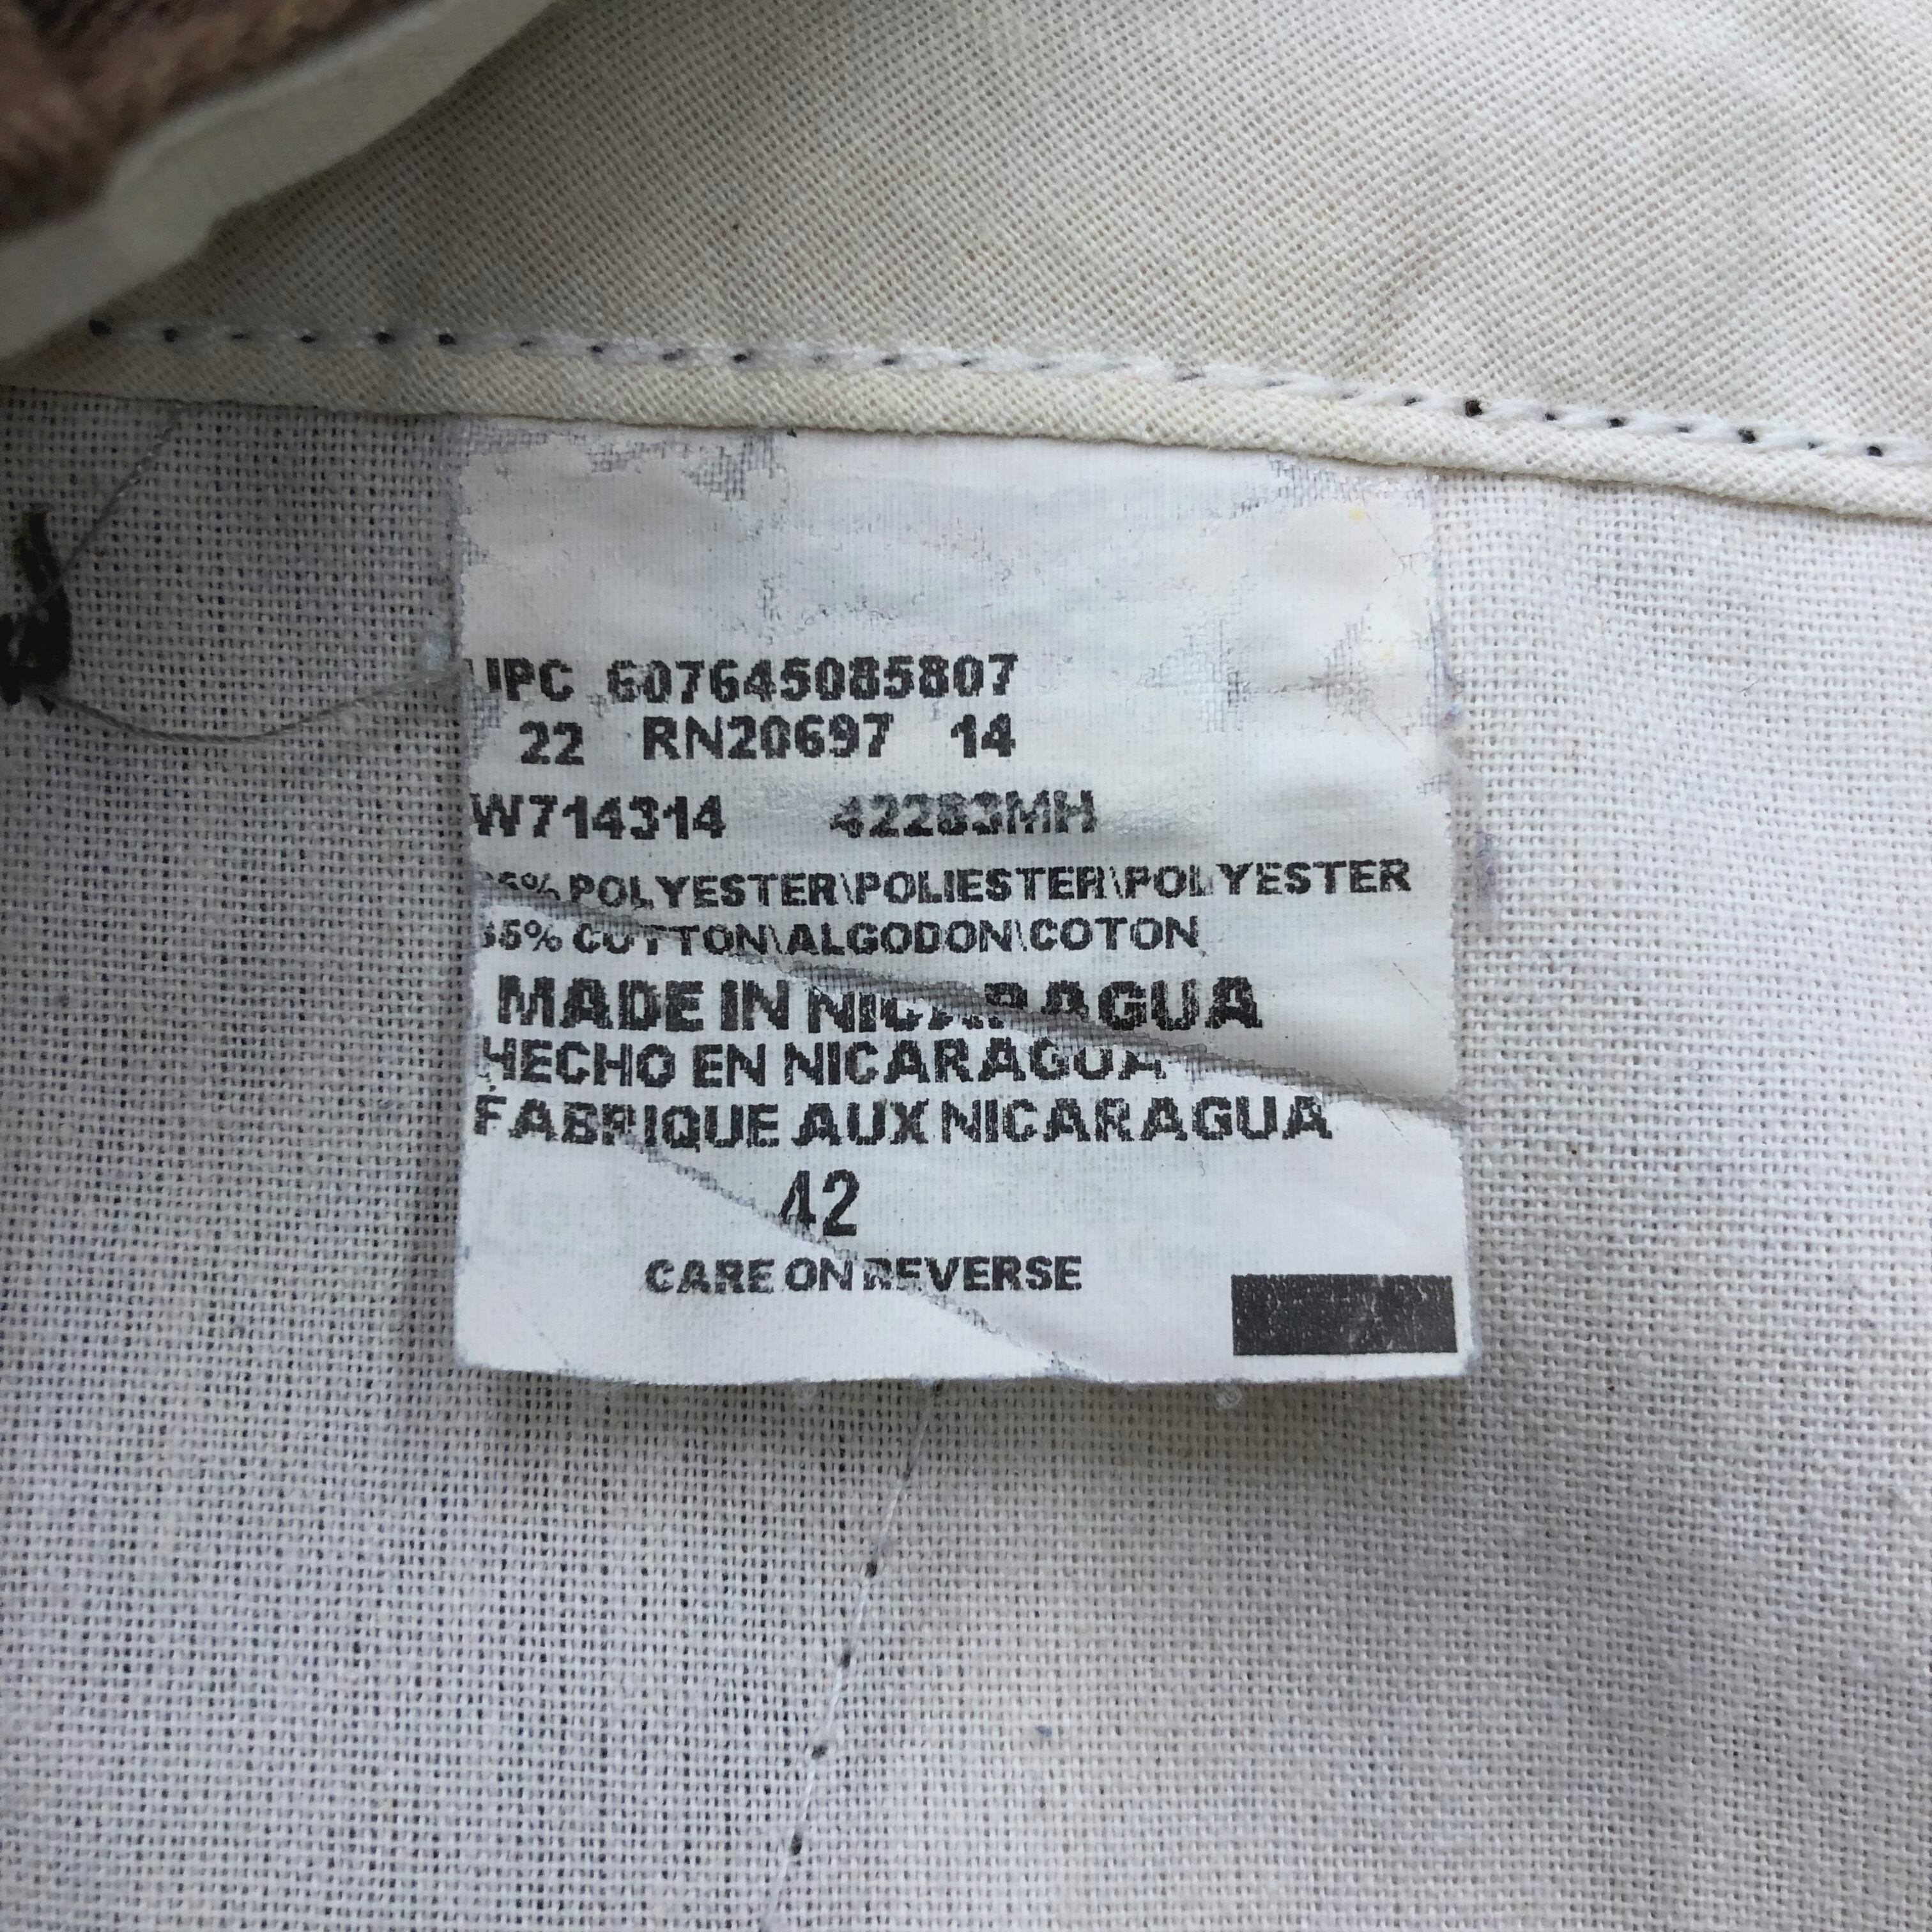 UPC 607645085807
22 RN20697 14
W714314 42283MH
POLYESTER\POLIESTER\POLYESTER
35% COTTON\ALGODON\COTON
MADE IN NICARAGUA
HECHO EN NICARAGUA
FABRIQUE AUX NICARAGUA
42
CARE ON REVERSE